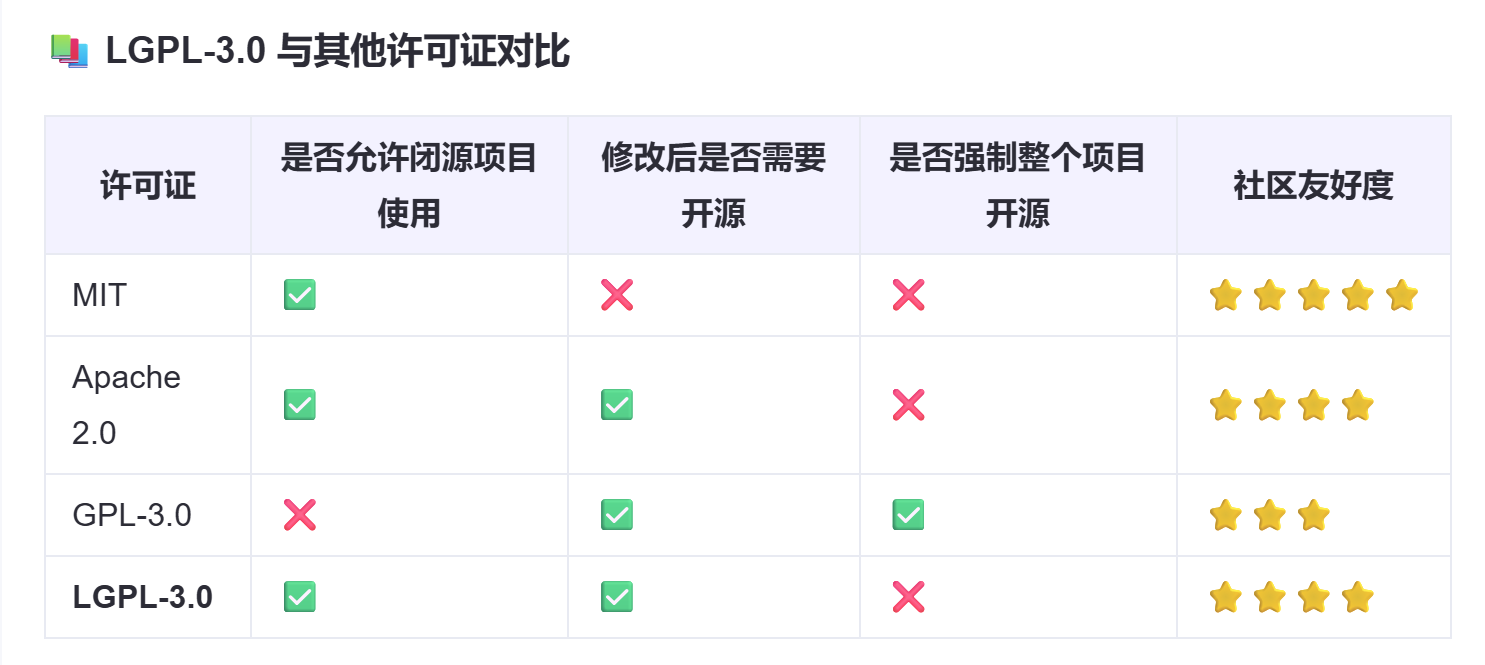 📚 LGPL-3.0 与其他许可证对比
许可证 是否允许闭源项目使用 修改后是否需要开源 是否强制整个项目开源 社区友好度
MIT ✅ ❌ ❌ ⭐⭐⭐⭐⭐
Apache 2.0 ✅ ✅ ❌ ⭐⭐⭐⭐
GPL-3.0 ❌ ✅ ✅ ⭐⭐⭐
LGPL-3.0 ✅ ✅ ❌ ⭐⭐⭐⭐